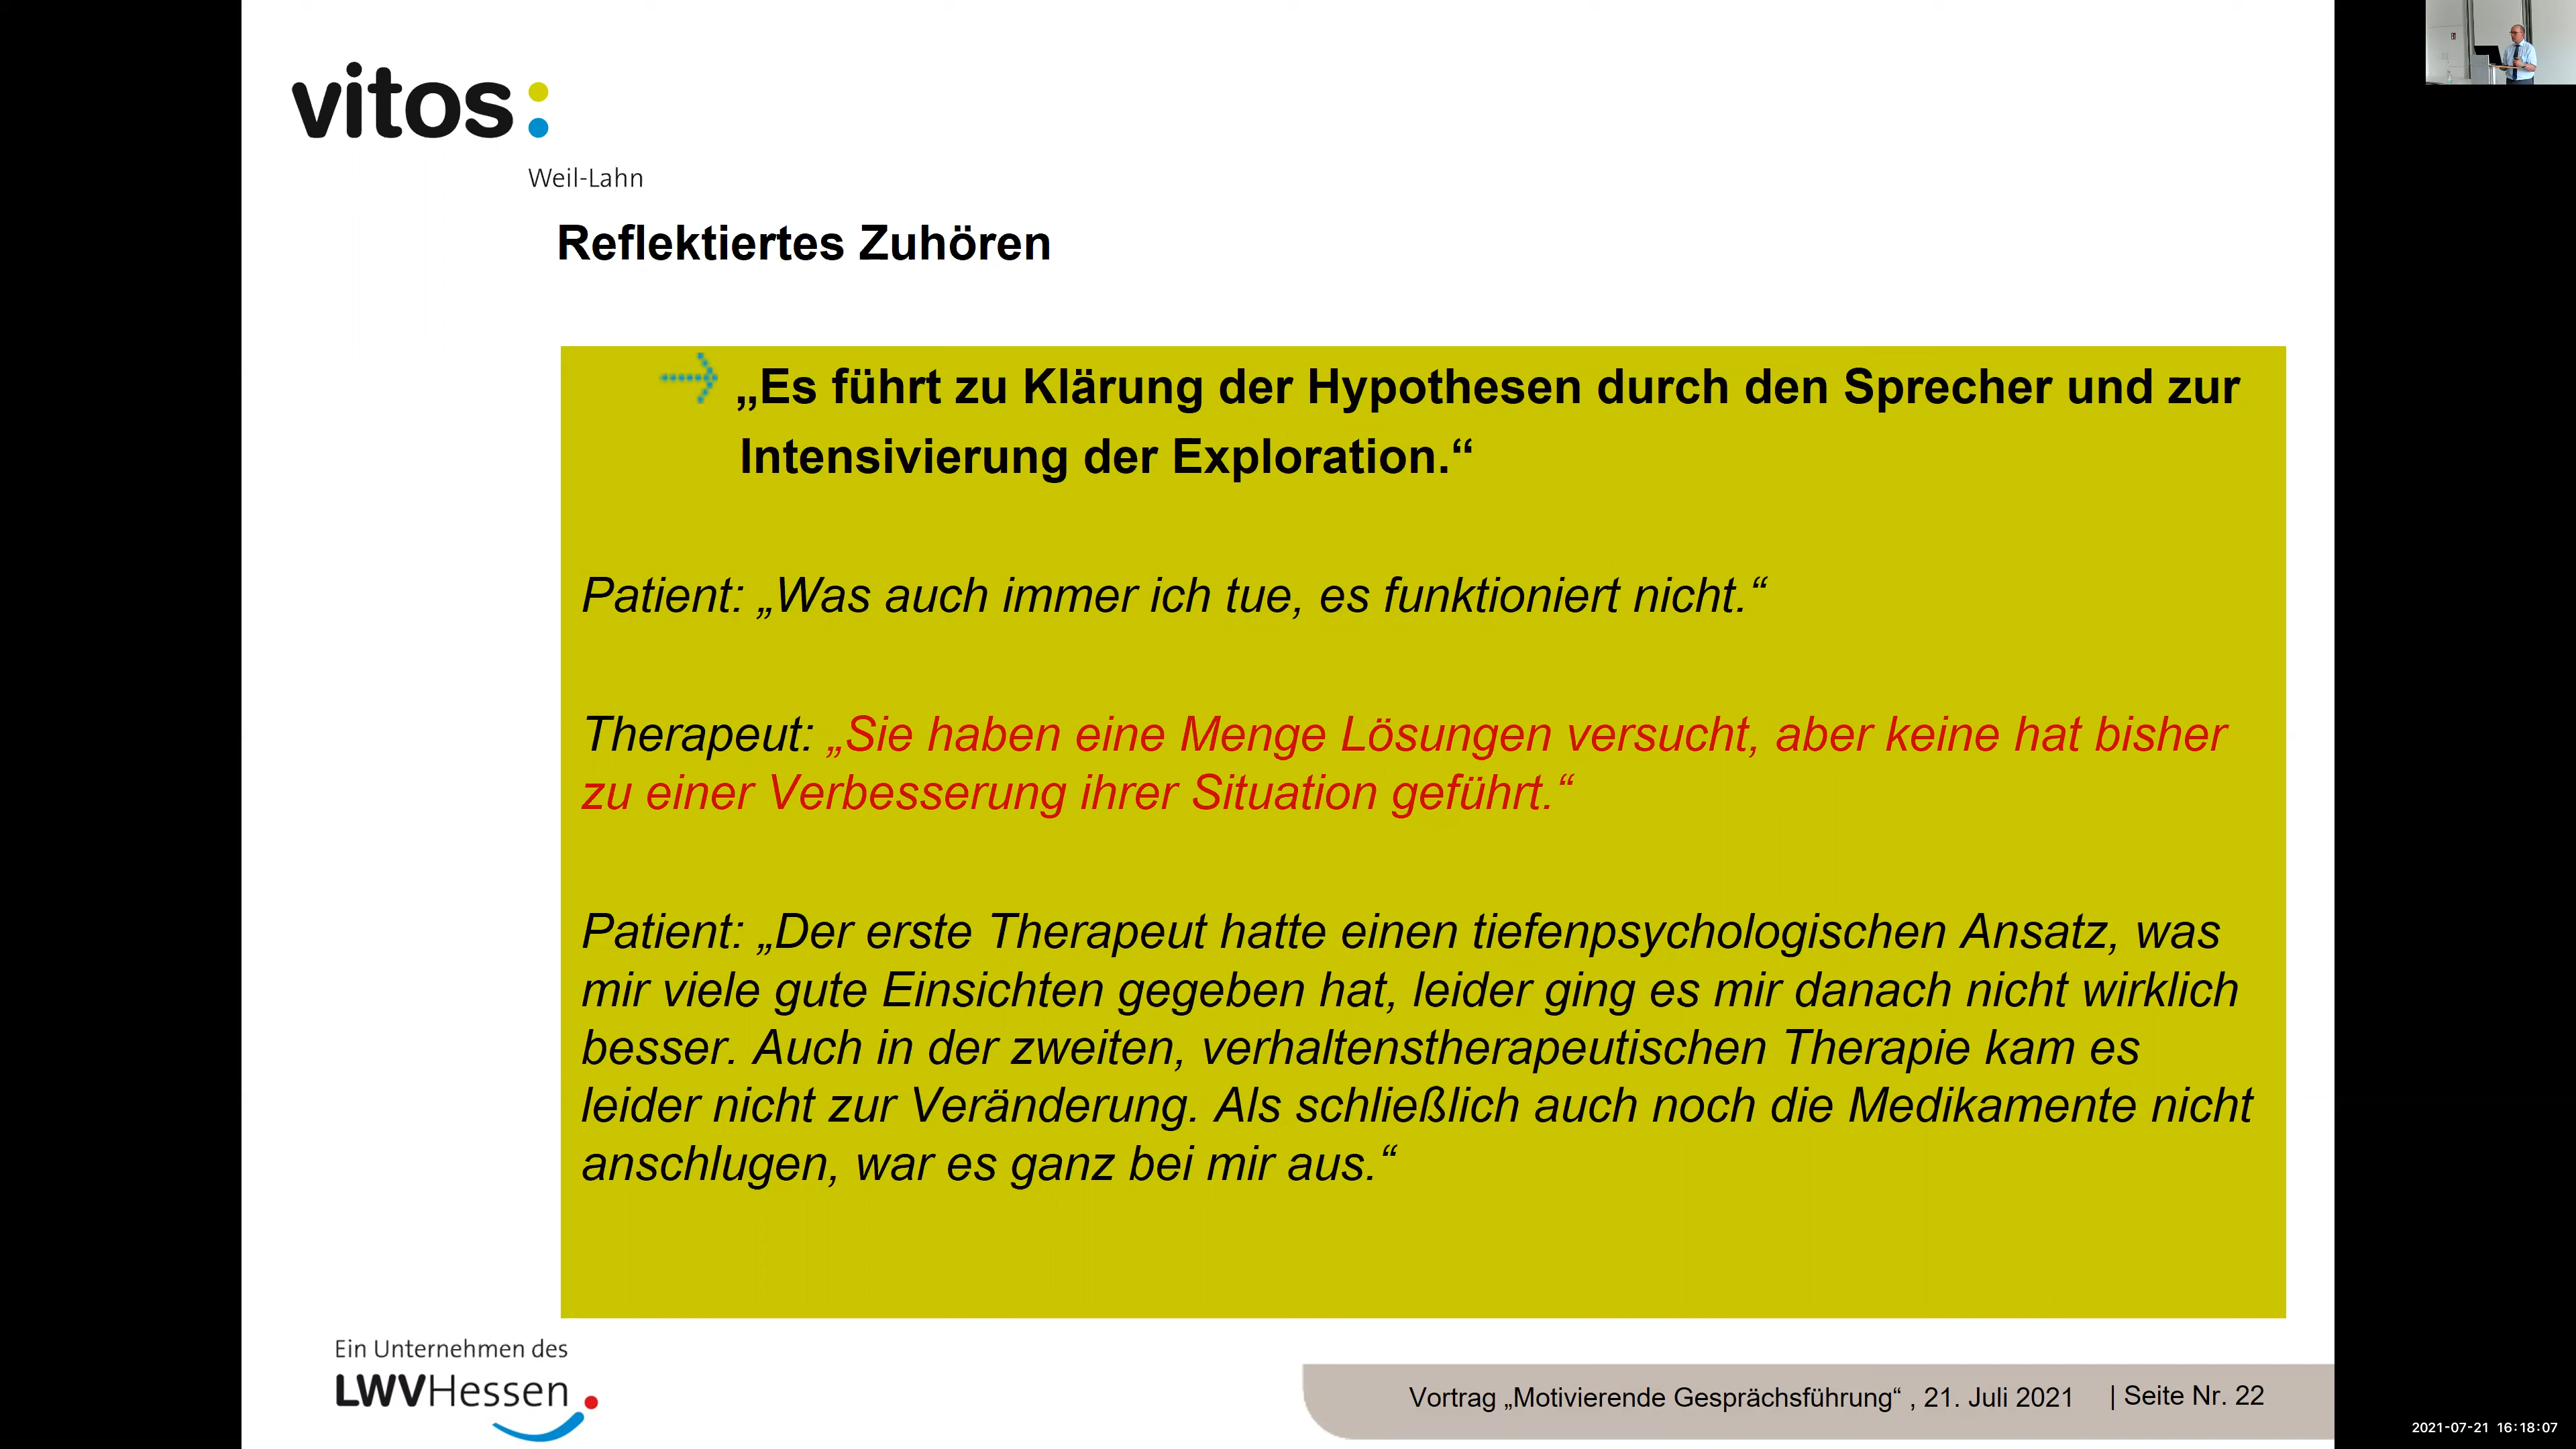 vitos:
Weil-Lahn
Reflektiertes Zuhören
„Es führt zu Klärung der Hypothesen durch den Sprecher und zur
Intensivierung der Exploration.“
Patient: „Was auch immer ich tue, es funktioniert nicht.“
Therapeut: „Sie haben eine Menge Lösungen versucht, aber keine hat bisher
zu einer Verbesserung ihrer Situation geführt.“
Patient: „Der erste Therapeut hatte einen tiefenpsychologischen Ansatz, was
mir viele gute Einsichten gegeben hat, leider ging es mir danach nicht wirklich
besser. Auch in der zweiten, verhaltenstherapeutischen Therapie kam es
leider nicht zur Veränderung. Als schließlich auch noch die Medikamente nicht
anschlugen, war es ganz bei mir aus.“
Ein Unternehmen des
LWVHessen
Vortrag „Motivierende Gesprächsführung“ , 21. Juli 2021 | Seite Nr. 22
2021-07-21 16:18:07